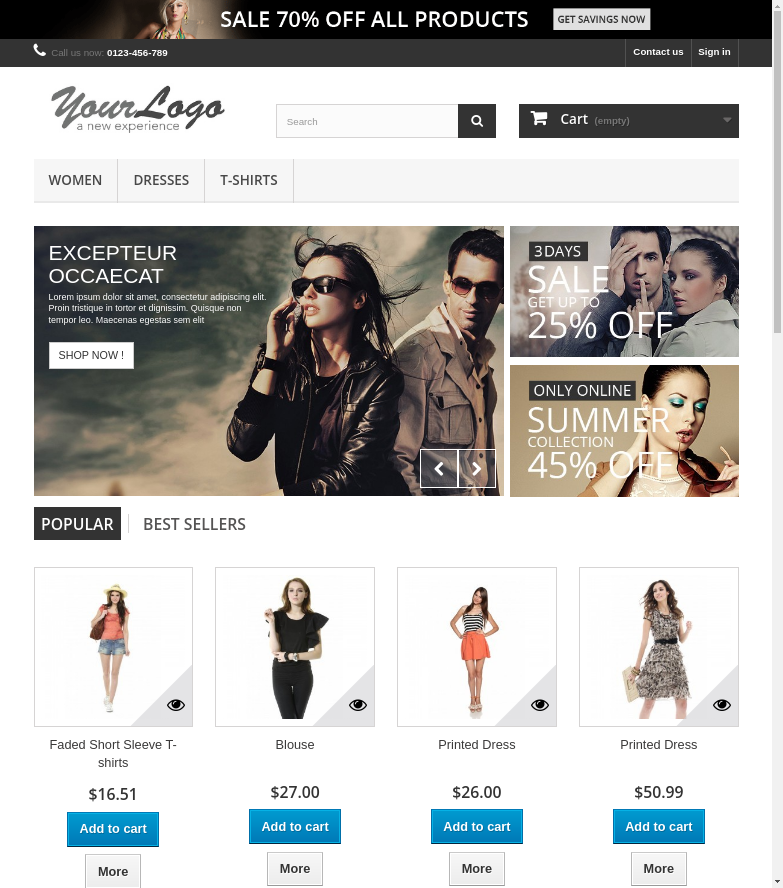 SALE 70% OFF ALL PRODUCTS
GET SAVINGS NOW
Call us now: 0123-456-789
Contact us
Sign in
YourLogo
a new experience
Search
Cart (empty)
WOMEN
DRESSES
T-SHIRTS
EXCEPTEUR
OCCAECAT
Lorem ipsum dolor sit amet, consectetur adipiscing elit.
Proin tristique in tortor et dignissim. Quisque non
tempor leo. Maecenas egestas sem elit
SHOP NOW !
3 DAYS
SALE
GET UP TO
25% OFF
ONLY ONLINE
SUMMER
COLLECTION
45% OFF
POPULAR
BEST SELLERS
Faded Short Sleeve T-
shirts
$16.51
Add to cart
More
Blouse
$27.00
Add to cart
More
Printed Dress
$26.00
Add to cart
More
Printed Dress
$50.99
Add to cart
More